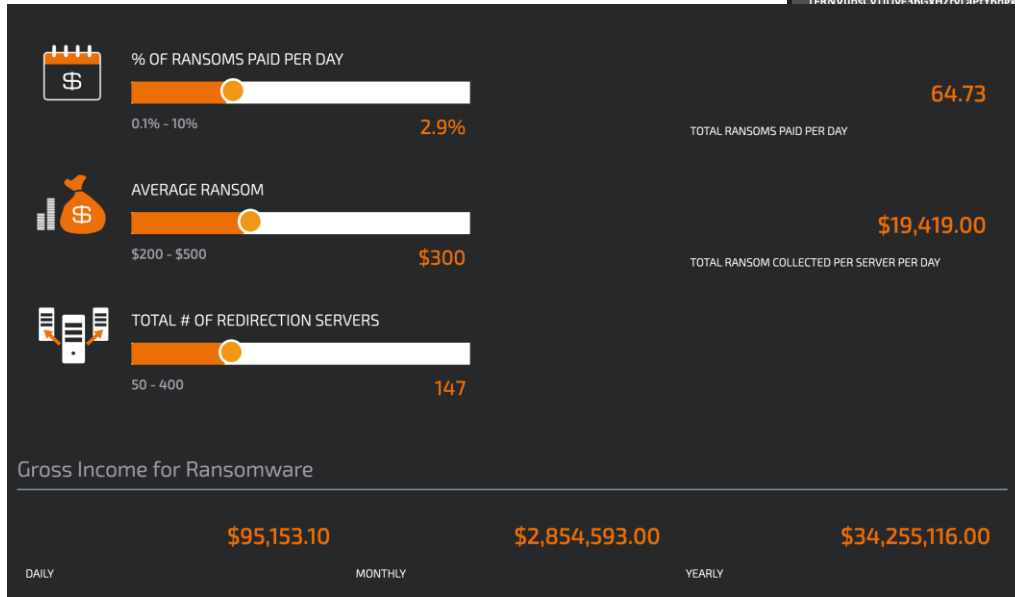 % OF RANSOMS PAID PER DAY
0.1% - 10%
2.9%
64.73
TOTAL RANSOMS PAID PER DAY
AVERAGE RANSOM
$200 - $500
$300
$19,419.00
TOTAL RANSOM COLLECTED PER SERVER PER DAY
TOTAL # OF REDIRECTION SERVERS
50 - 400
147
Gross Income for Ransomware
$95,153.10
$2,854,593.00
$34,255,116.00
DAILY
MONTHLY
YEARLY